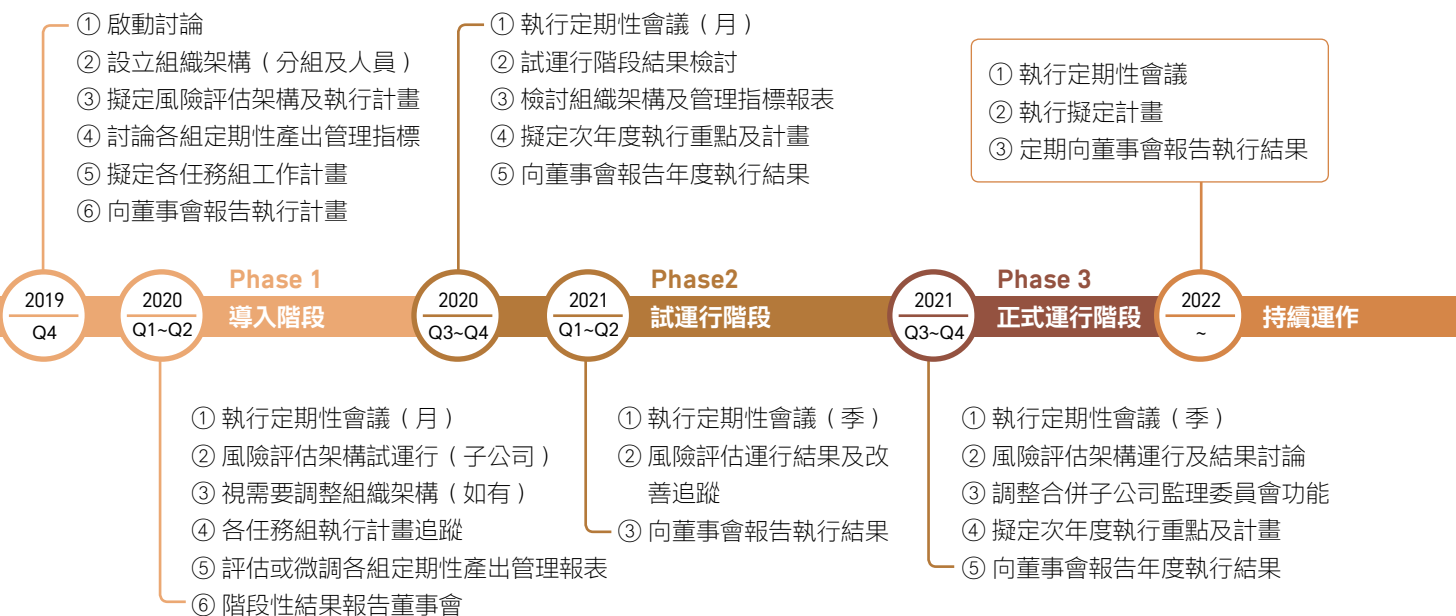 ① 啟動討論
② 設立組織架構（分組及人員）
③ 擬定風險評估架構及執行計畫
④ 討論各組定期性產出管理指標
⑤ 擬定各任務組工作計畫
⑥ 向董事會報告執行計畫
① 執行定期性會議（月）
② 試運行階段結果檢討
③ 檢討組織架構及管理指標報表
④ 擬定次年度執行重點及計畫
⑤ 向董事會報告年度執行結果
① 執行定期性會議
② 執行擬定計畫
③ 定期向董事會報告執行結果
2019
Q4
2020
Q1~Q2
Phase 1
導入階段
2020
Q3~Q4
2021
Q1~Q2
Phase2
試運行階段
2021
Q3~Q4
Phase 3
正式運行階段
2022
~
持續運作
① 執行定期性會議（月）
② 風險評估架構試運行（子公司）
③ 視需要調整組織架構（如有）
④ 各任務組執行計畫追蹤
⑤ 評估或微調各組定期性產出管理報表
⑥ 階段性結果報告董事會
① 執行定期性會議（季）
② 風險評估運行結果及改
善追蹤
③ 向董事會報告執行結果
① 執行定期性會議（季）
② 風險評估架構運行及結果討論
③ 調整合併子公司監理委員會功能
④ 擬定次年度執行重點及計畫
⑤ 向董事會報告年度執行結果